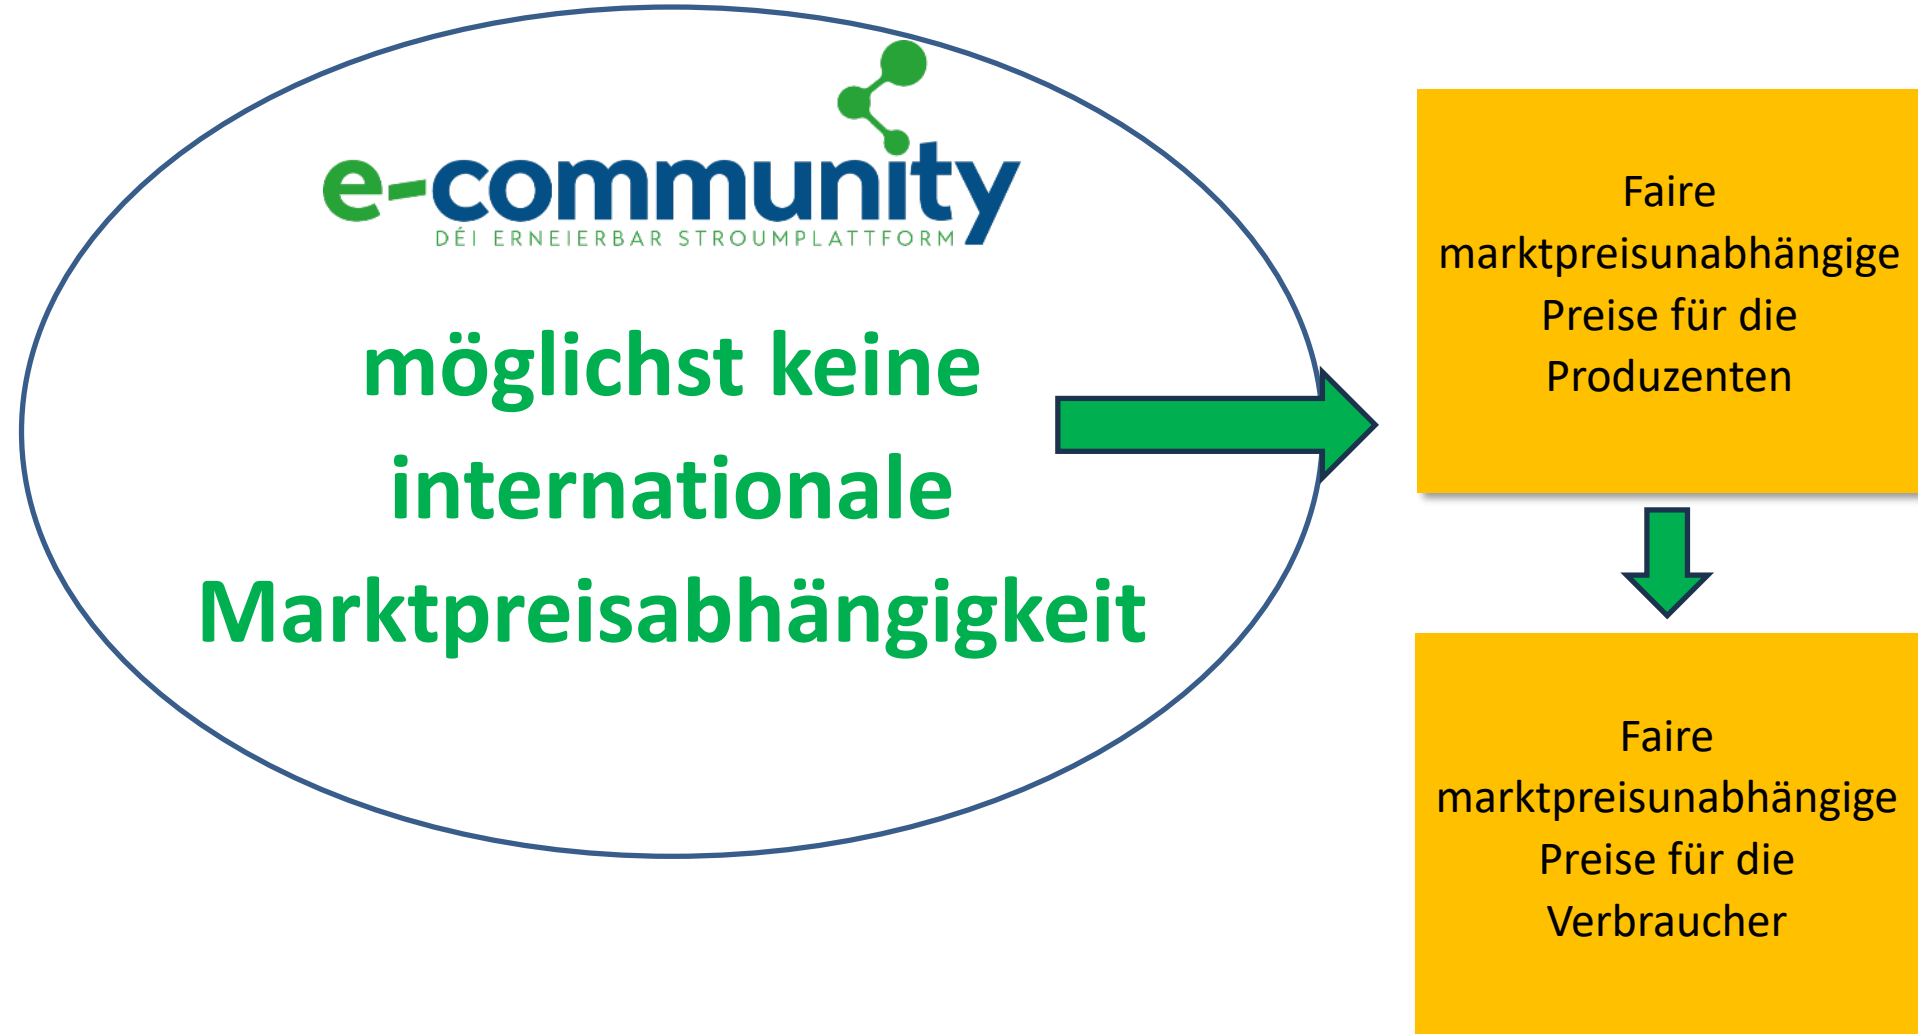 e-community
DÉI ERNEIERBAR STROUMPLATTFORM
möglichst keine
internationale
Marktpreisabhängigkeit
Faire
marktpreisunabhängige
Preise für die
Produzenten
Faire
marktpreisunabhängige
Preise für die
Verbraucher